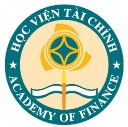 HỌC VIỆN TÀI CHÍNH
ACADEMY OF FINANCE